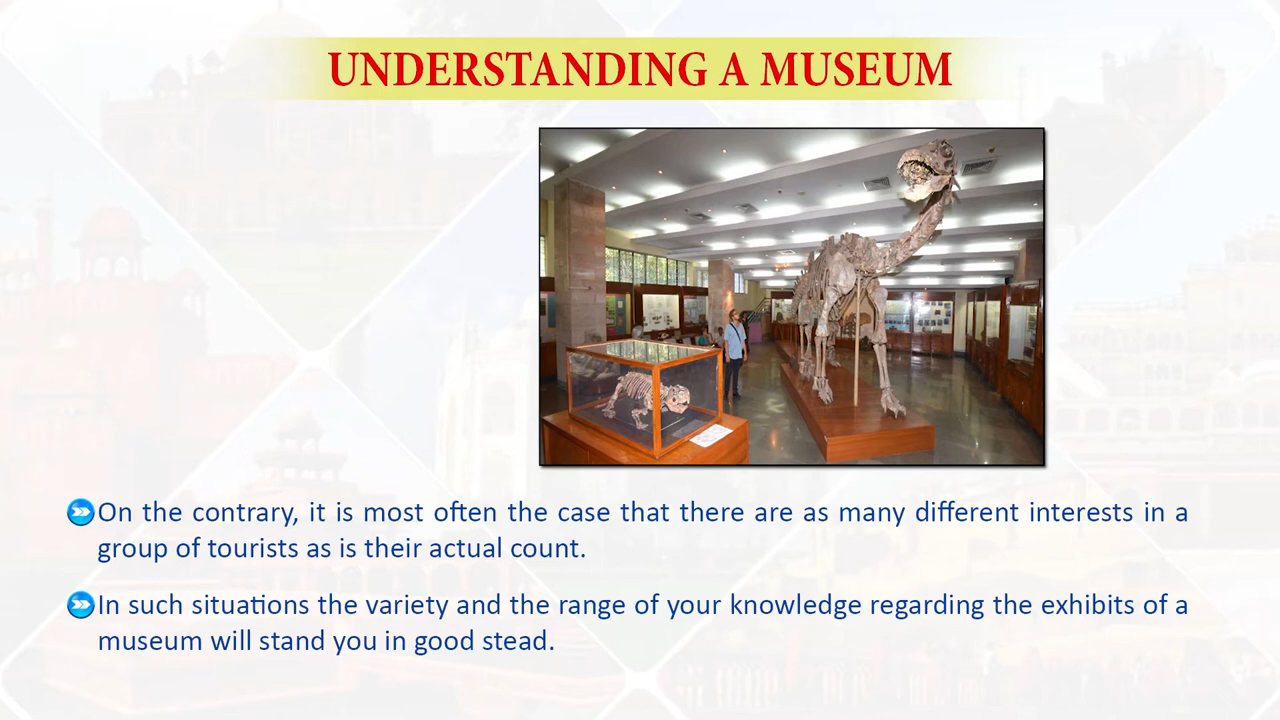 UNDERSTANDING A MUSEUM
On the contrary, it is most often the case that there are as many different interests in a
group of tourists as is their actual count.
In such situations the variety and the range of your knowledge regarding the exhibits of a
museum will stand you in good stead.